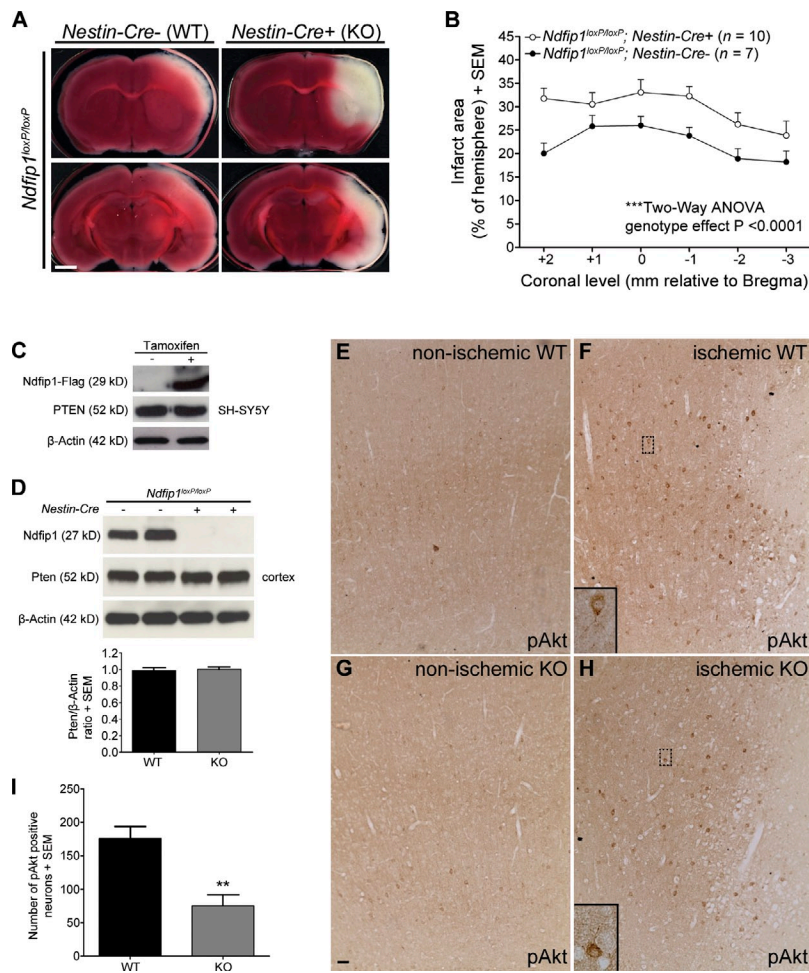 A
Nestin-Cre- (WT)
Nestin-Cre+ (KO)
Ndfip1loxP/loxP
B
Ndfip1loxP/loxP; Nestin-Cre+ (n = 10)
Ndfip1loxP/loxP; Nestin-Cre- (n = 7)
Infarct area
(% of hemisphere) + SEM
50
45
40
35
30
25
20
15
10
5
0
***Two-Way ANOVA
genotype effect P <0.0001
+2 +1 0 -1 -2 -3
Coronal level (mm relative to Bregma)
C
Tamoxifen
- +
Ndfip1-Flag (29 kD)
PTEN (52 kD)
SH-SY5Y
β-Actin (42 kD)
D
Ndfip1loxP/loxP
Nestin-Cre - - + +
Ndfip1 (27 kD)
Pten (52 kD)
cortex
β-Actin (42 kD)
Pten/β-Actin
ratio + SEM
1.2
1.0
0.8
0.6
0.4
0.2
0.0
WT KO
E
non-ischemic WT
pAkt
F
ischemic WT
pAkt
G
non-ischemic KO
pAkt
H
ischemic KO
pAkt
I
Number of pAkt positive
neurons + SEM
250
200
150
100
50
0
**
WT KO